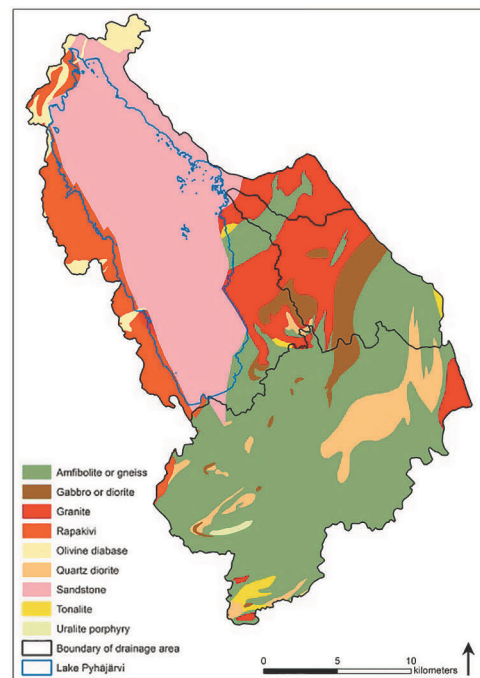 Amfibolite or gneiss
Gabbro or diorite
Granite
Rapakivi
Olivine diabase
Quartz diorite
Sandstone
Tonalite
Uralite porphyry
Boundary of drainage area
Lake Pyhäjärvi
0 5 10
kilometers